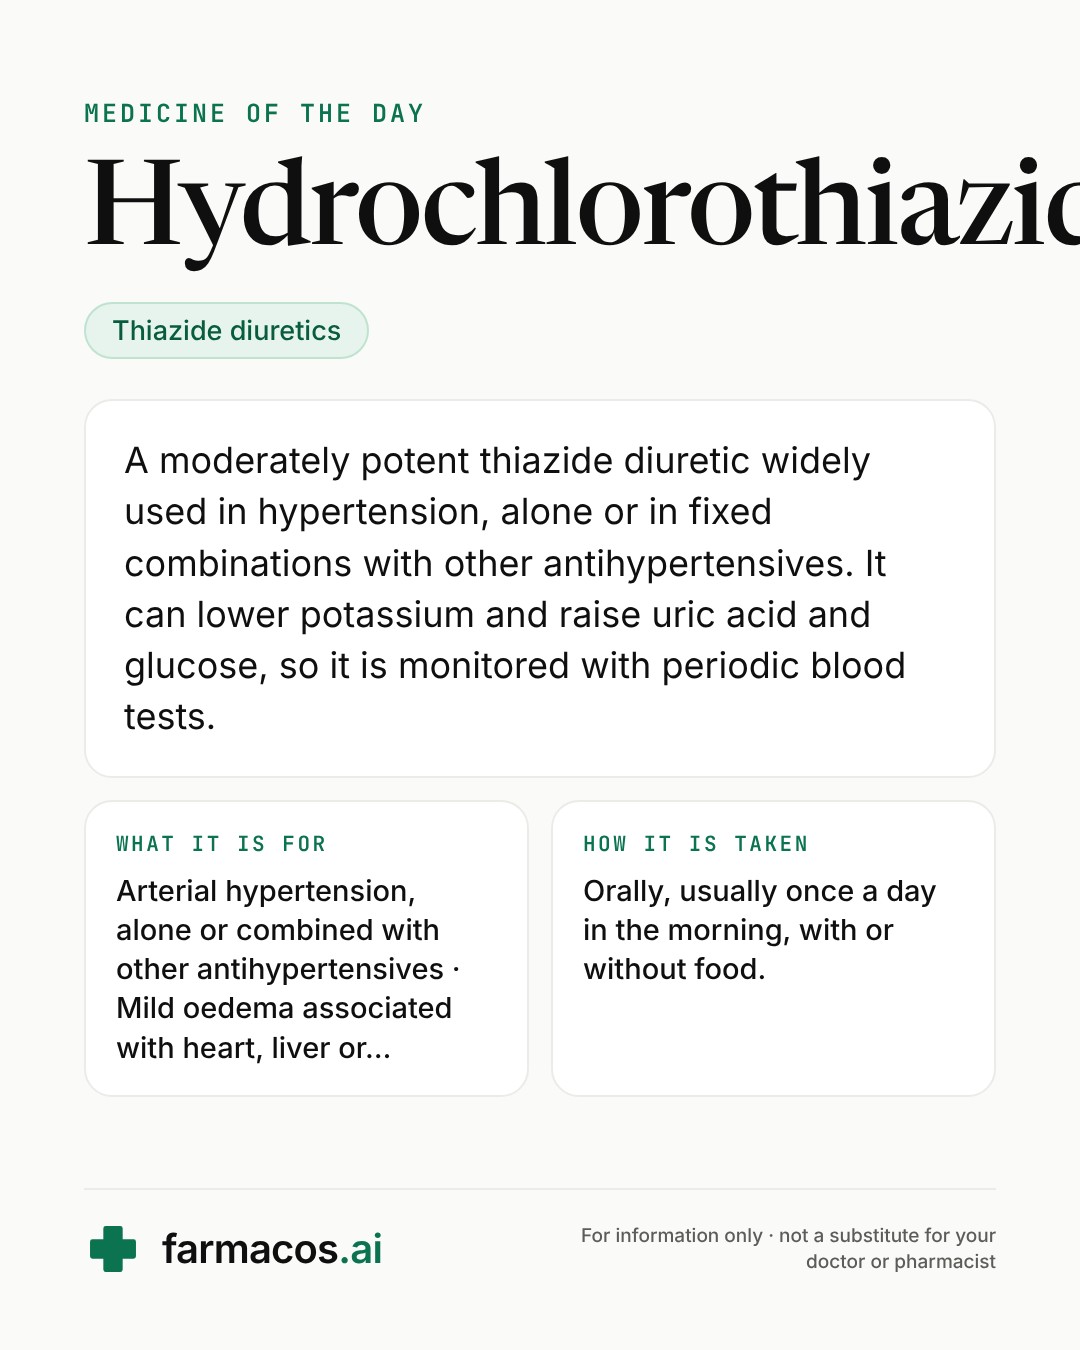 MEDICINE OF THE DAY
Hydrochlorothiazic
Thiazide diuretics
A moderately potent thiazide diuretic widely
used in hypertension, alone or in fixed
combinations with other antihypertensives. It
can lower potassium and raise uric acid and
glucose, so it is monitored with periodic blood
tests.
WHAT IT IS FOR
Arterial hypertension,
alone or combined with
other antihypertensives ·
Mild oedema associated
with heart, liver or...
HOW IT IS TAKEN
Orally, usually once a day
in the morning, with or
without food.
farmacos.ai
For information only · not a substitute for your
doctor or pharmacist